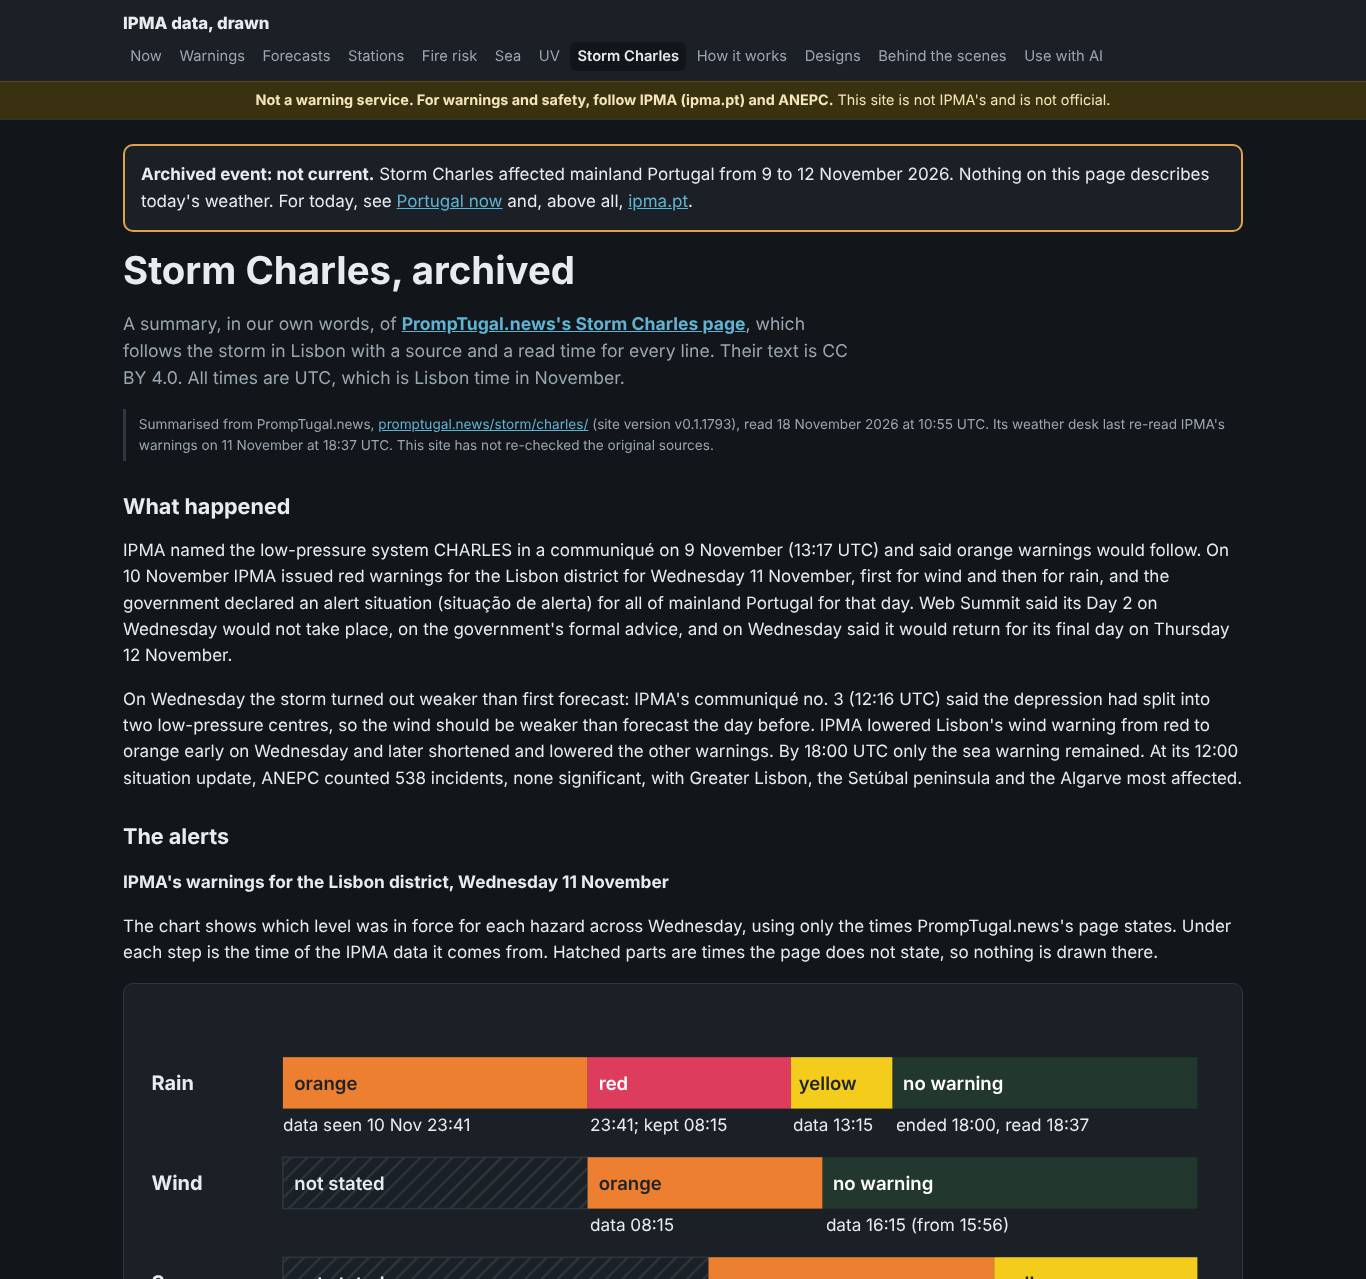 IPMA data, drawn
Now Warnings Forecasts Stations Fire risk Sea UV Storm Charles How it works Designs Behind the scenes Use with AI
Not a warning service. For warnings and safety, follow IPMA (ipma.pt) and ANEPC. This site is not IPMA's and is not official.
Archived event: not current. Storm Charles affected mainland Portugal from 9 to 12 November 2026. Nothing on this page describes
today's weather. For today, see Portugal now and, above all, ipma.pt.
Storm Charles, archived
A summary, in our own words, of PrompTugal.news's Storm Charles page, which
follows the storm in Lisbon with a source and a read time for every line. Their text is CC
BY 4.0. All times are UTC, which is Lisbon time in November.
Summarised from PrompTugal.news, promptugal.news/storm/charles/ (site version v0.1.1793), read 18 November 2026 at 10:55 UTC. Its weather desk last re-read IPMA's
warnings on 11 November at 18:37 UTC. This site has not re-checked the original sources.
What happened
IPMA named the low-pressure system CHARLES in a communiqué on 9 November (13:17 UTC) and said orange warnings would follow. On
10 November IPMA issued red warnings for the Lisbon district for Wednesday 11 November, first for wind and then for rain, and the
government declared an alert situation (situação de alerta) for all of mainland Portugal for that day. Web Summit said its Day 2 on
Wednesday would not take place, on the government's formal advice, and on Wednesday said it would return for its final day on Thursday
12 November.
On Wednesday the storm turned out weaker than first forecast: IPMA's communiqué no. 3 (12:16 UTC) said the depression had split into
two low-pressure centres, so the wind should be weaker than forecast the day before. IPMA lowered Lisbon's wind warning from red to
orange early on Wednesday and later shortened and lowered the other warnings. By 18:00 UTC only the sea warning remained. At its 12:00
situation update, ANEPC counted 538 incidents, none significant, with Greater Lisbon, the Setúbal peninsula and the Algarve most affected.
The alerts
IPMA's warnings for the Lisbon district, Wednesday 11 November
The chart shows which level was in force for each hazard across Wednesday, using only the times PrompTugal.news's page states. Under
each step is the time of the IPMA data it comes from. Hatched parts are times the page does not state, so nothing is drawn there.
Rain orange red yellow no warning
data seen 10 Nov 23:41 23:41; kept 08:15 data 13:15 ended 18:00, read 18:37
Wind not stated orange no warning
data 08:15 data 16:15 (from 15:56)